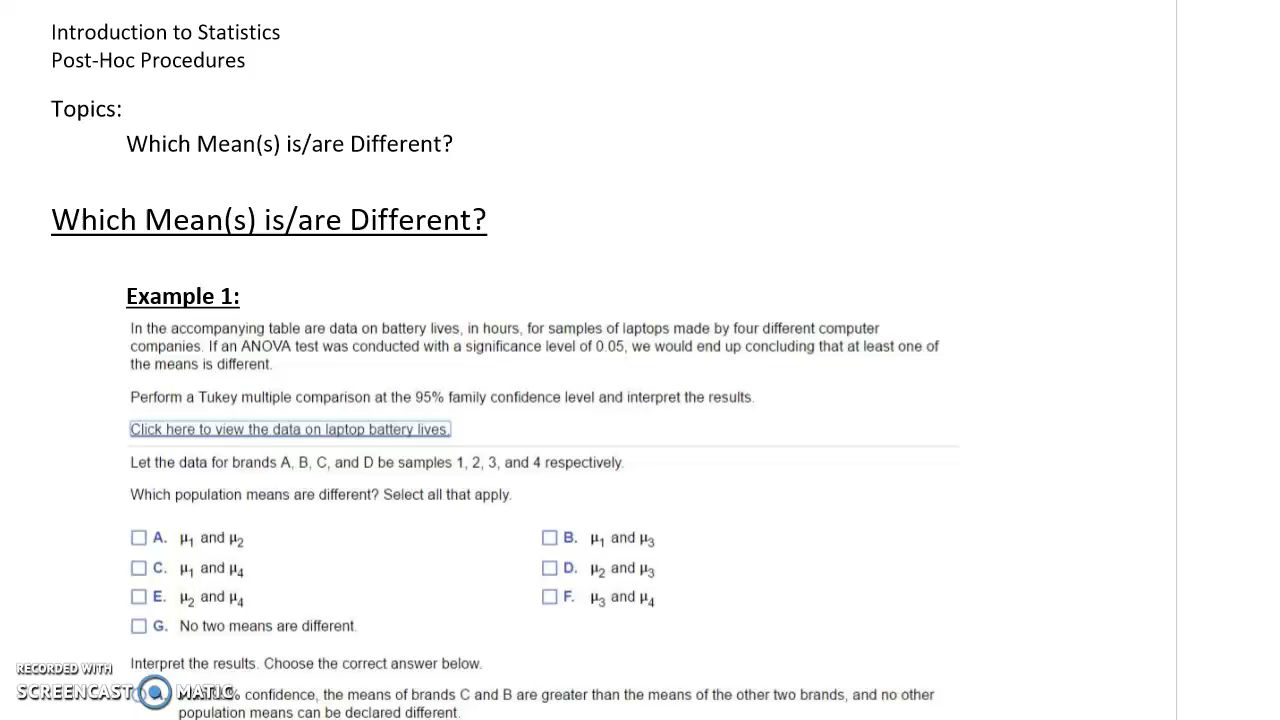 Introduction to Statistics
Post-Hoc Procedures
Topics:
Which Mean(s) is/are Different?
Which Mean(s) is/are Different?
Example 1:
In the accompanying table are data on battery lives, in hours, for samples of laptops made by four different computer
companies. If an ANOVA test was conducted with a significance level of 0.05, we would end up concluding that at least one of
the means is different.
Perform a Tukey multiple comparison at the 95% family confidence level and interpret the results.
Click here to view the data on laptop battery lives.
Let the data for brands A, B, C, and D be samples 1, 2, 3, and 4 respectively.
Which population means are different? Select all that apply.
A. μ1 and μ2
B. μ1 and μ3
C. μ1 and μ4
D. μ2 and μ3
E. μ2 and μ4
F. μ3 and μ4
G. No two means are different.
Interpret the results. Choose the correct answer below.
% confidence, the means of brands C and B are greater than the means of the other two brands, and no other
population means can be declared different.
RECORDED WITH
SCREENCAST MATIC